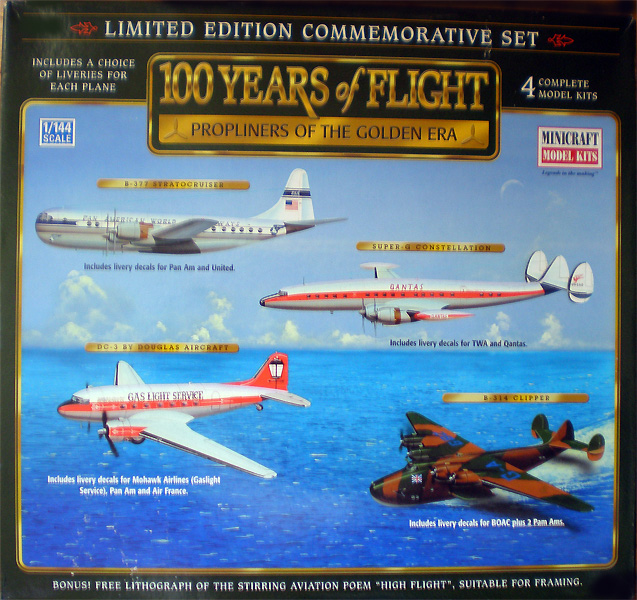 LIMITED EDITION COMMEMORATIVE SET
INCLUDES A CHOICE
OF LIVERIES FOR
EACH PLANE
100 YEARS of FLIGHT
PROPLINERS OF THE GOLDEN ERA
4 COMPLETE
MODEL KITS
1/144
SCALE
MINICRAFT
MODEL KITS
Legends in the making™
B-377 STRATOCRUISER
PAN AMERICAN WORLD AIRWAYS
Includes livery decals for Pan Am and United.
SUPER-G CONSTELLATION
QANTAS
Includes livery decals for TWA and Qantas.
DC-3 BY DOUGLAS AIRCRAFT
GAS LIGHT SERVICE
Includes livery decals for Mohawk Airlines (Gaslight
Service), Pan Am and Air France.
B-314 CLIPPER
Includes livery decals for BOAC plus 2 Pan Ams.
BONUS! FREE LITHOGRAPH OF THE STIRRING AVIATION POEM "HIGH FLIGHT", SUITABLE FOR FRAMING.